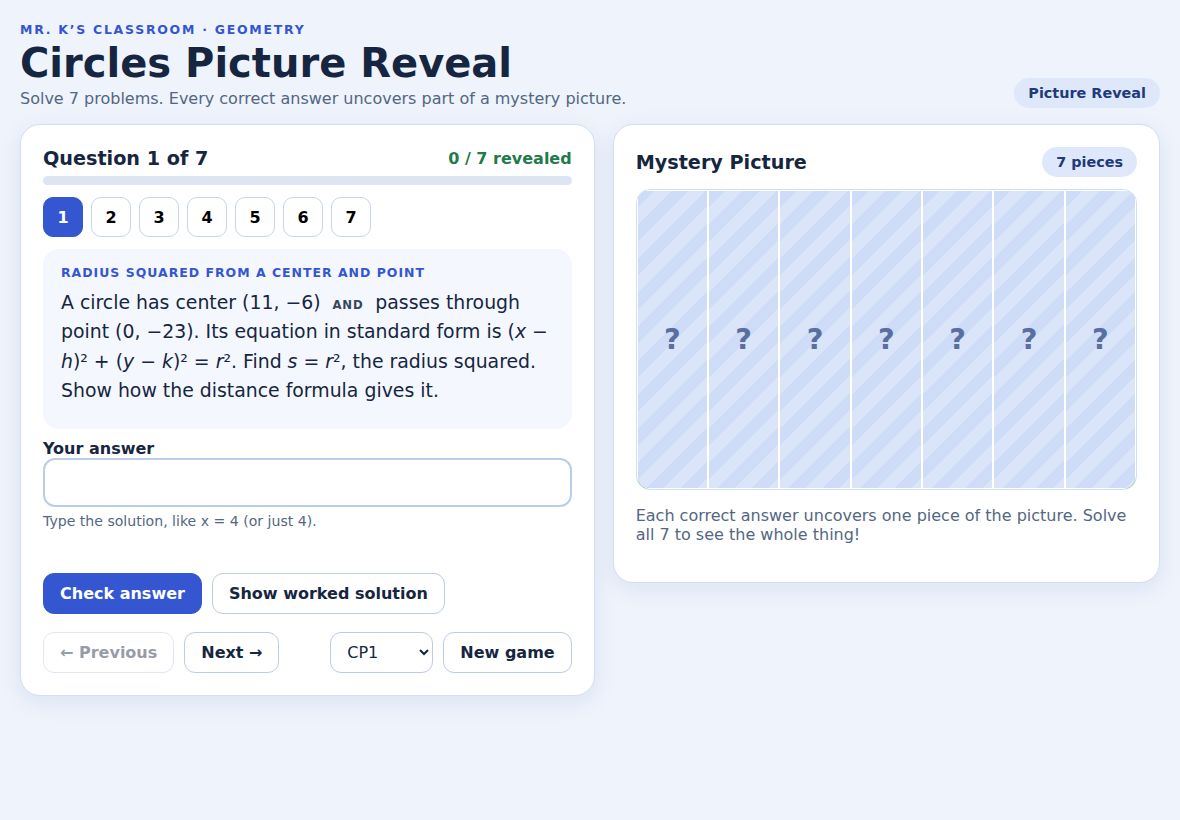 MR. K’S CLASSROOM · GEOMETRY
Circles Picture Reveal
Solve 7 problems. Every correct answer uncovers part of a mystery picture.
Picture Reveal
Question 1 of 7
0 / 7 revealed
1 2 3 4 5 6 7
RADIUS SQUARED FROM A CENTER AND POINT
A circle has center (11, −6) AND passes through
point (0, −23). Its equation in standard form is (x −
h)² + (y − k)² = r². Find s = r², the radius squared.
Show how the distance formula gives it.
Your answer
Type the solution, like x = 4 (or just 4).
Check answer
Show worked solution
← Previous
Next →
CP1
New game
Mystery Picture
7 pieces
? ? ? ? ? ? ?
Each correct answer uncovers one piece of the picture. Solve
all 7 to see the whole thing!